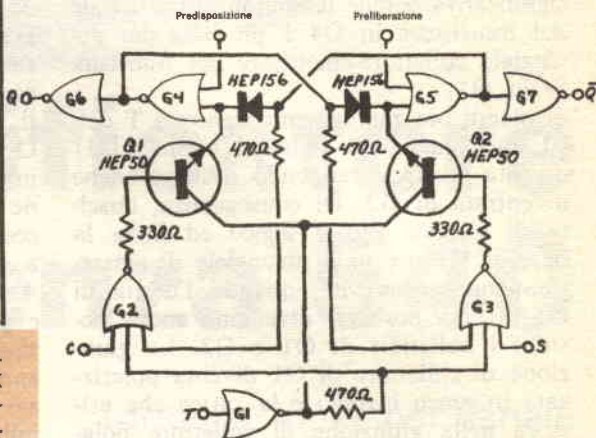 Predisposizione Preliberazione
HEP156 HEP156
Q G6 G4 G5 G7 Q̅
Q1 470Ω 470Ω Q2
HEP50 HEP50
330Ω 330Ω
G2 G3
C S
470Ω
T G1